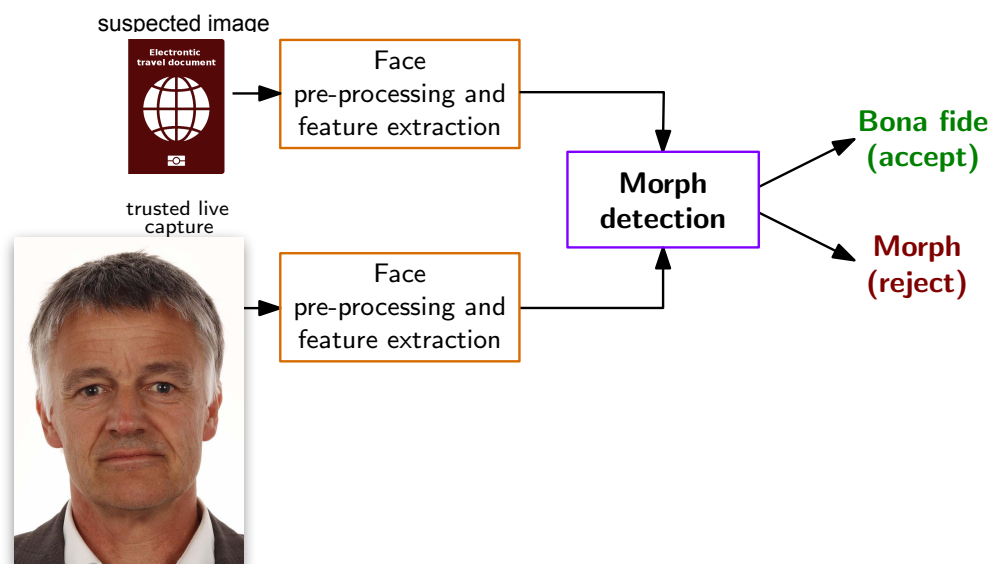 suspected image
Electrontic
travel document
Face
pre-processing and
feature extraction
trusted live
capture
Face
pre-processing and
feature extraction
Morph
detection
Bona fide
(accept)
Morph
(reject)